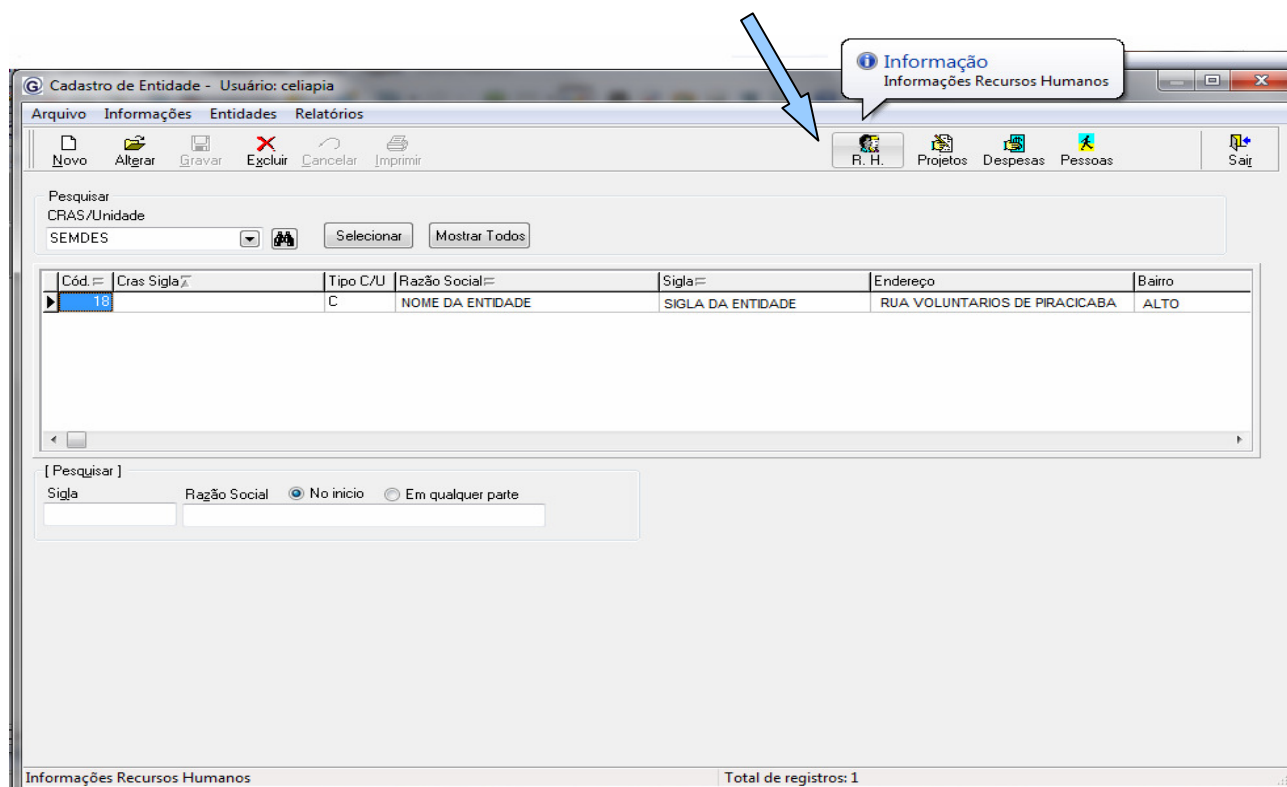 Informação
Informações Recursos Humanos
G Cadastro de Entidade - Usuário: celiapia
Arquivo Informações Entidades Relatórios
Novo Alterar Gravar Excluir Cancelar Imprimir R. H. Projetos Despesas Pessoas Sair
Pesquisar
CRAS/Unidade
SEMDES Selecionar Mostrar Todos
Cód. Cras Sigla Tipo C/U Razão Social Sigla Endereço Bairro
18 C NOME DA ENTIDADE SIGLA DA ENTIDADE RUA VOLUNTARIOS DE PIRACICABA ALTO
[ Pesquisar ]
Sigla Razão Social No inicio Em qualquer parte
Informações Recursos Humanos Total de registros: 1